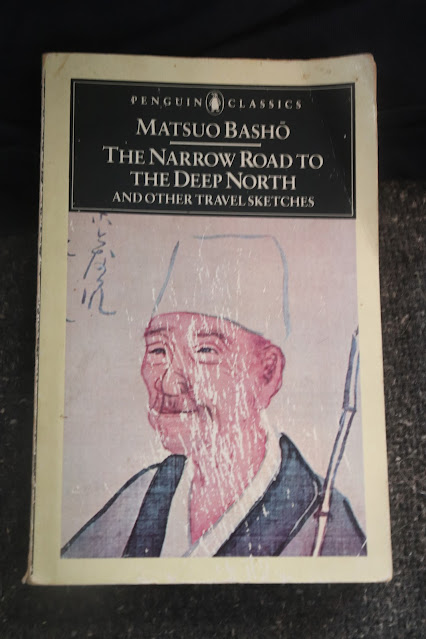 PENGUIN CLASSICS
MATSUO BASHŌ
THE NARROW ROAD TO
THE DEEP NORTH
AND OTHER TRAVEL SKETCHES